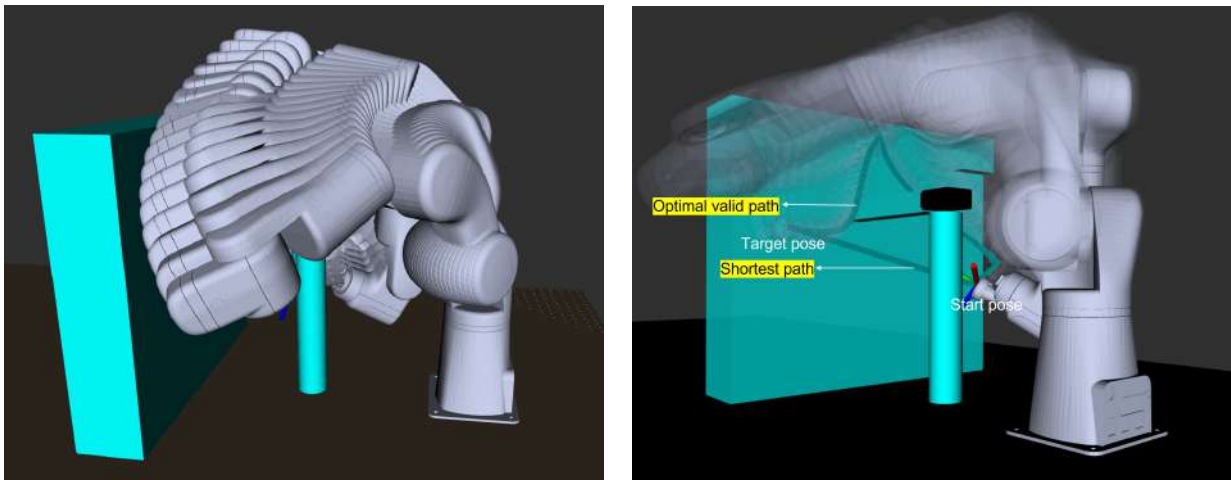 Optimal valid path
Target pose
Shortest path
Start pose